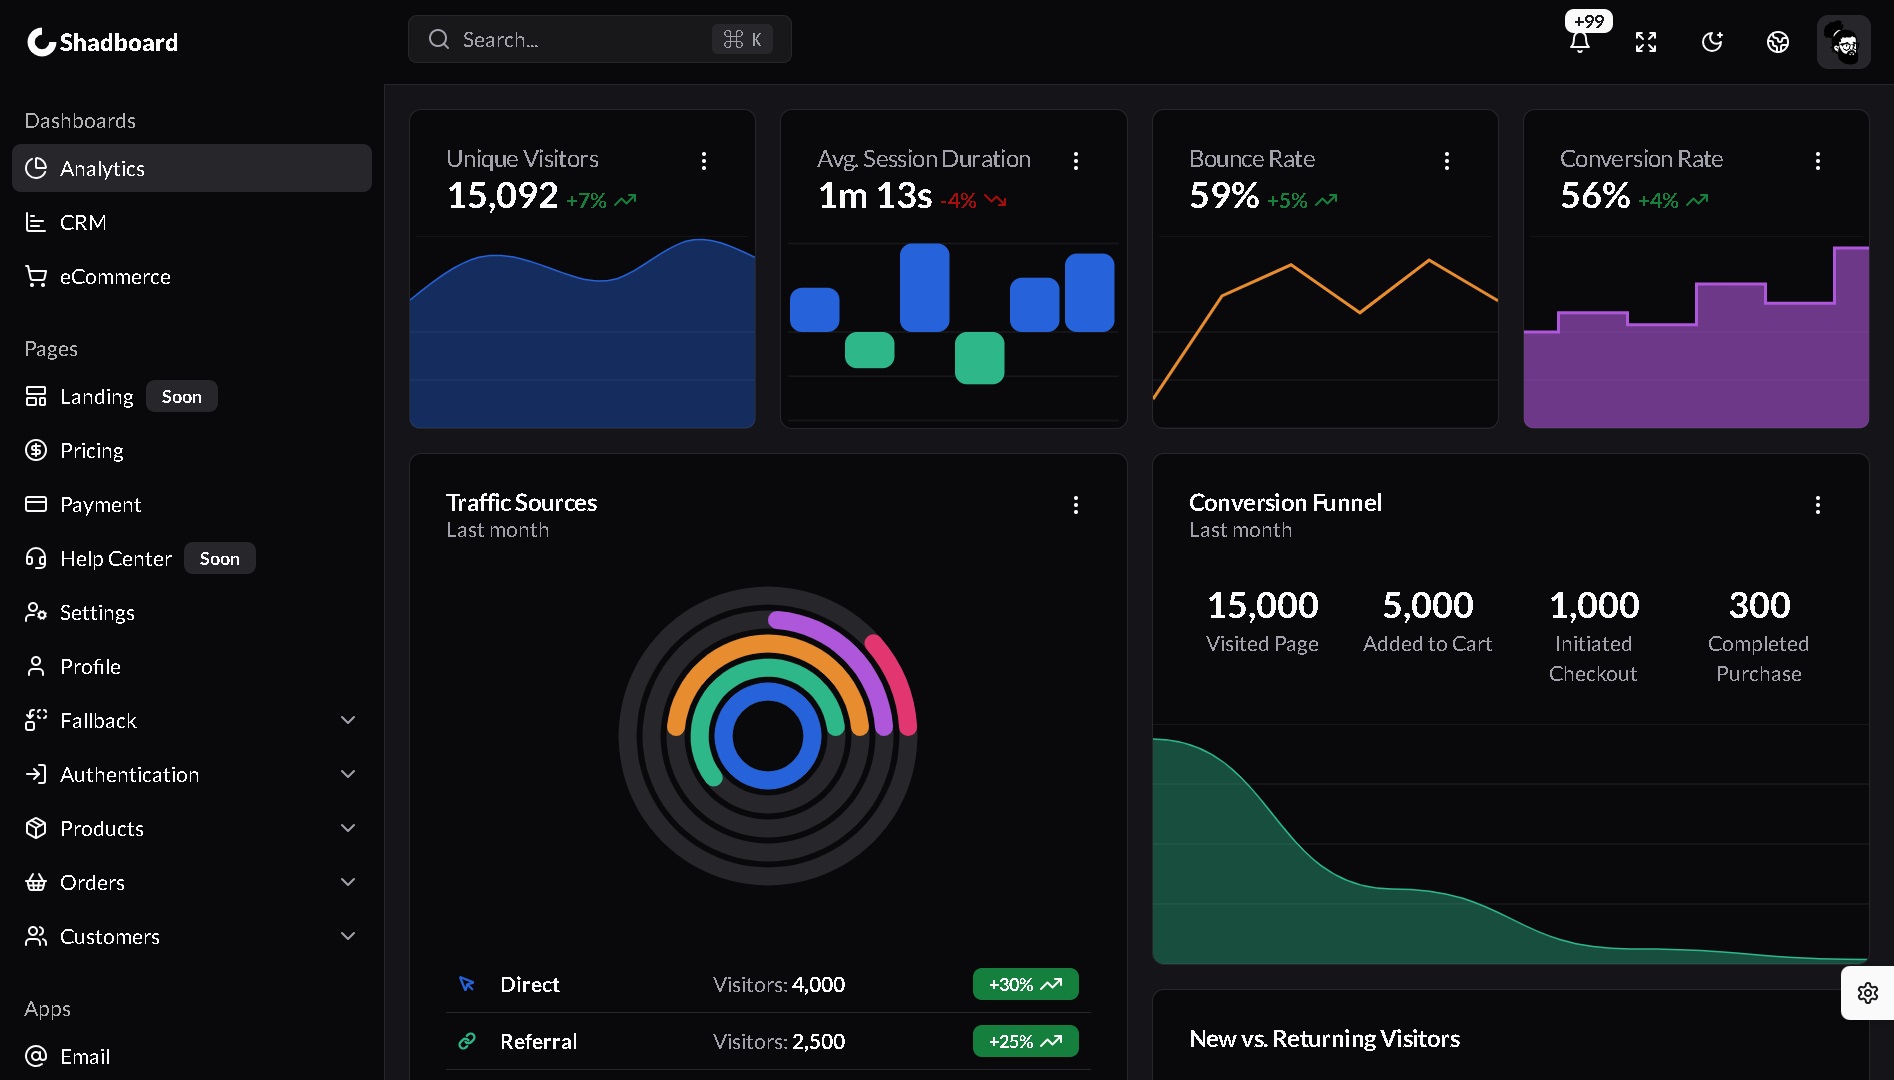 Shadboard
Search...
⌘ K
+99
Dashboards
Analytics
CRM
eCommerce
Pages
Landing Soon
Pricing
Payment
Help Center Soon
Settings
Profile
Fallback
Authentication
Products
Orders
Customers
Apps
Email
Unique Visitors
15,092 +7%
Avg. Session Duration
1m 13s -4%
Bounce Rate
59% +5%
Conversion Rate
56% +4%
Traffic Sources
Last month
Direct Visitors: 4,000 +30%
Referral Visitors: 2,500 +25%
Conversion Funnel
Last month
15,000
Visited Page
5,000
Added to Cart
1,000
Initiated
Checkout
300
Completed
Purchase
New vs. Returning Visitors